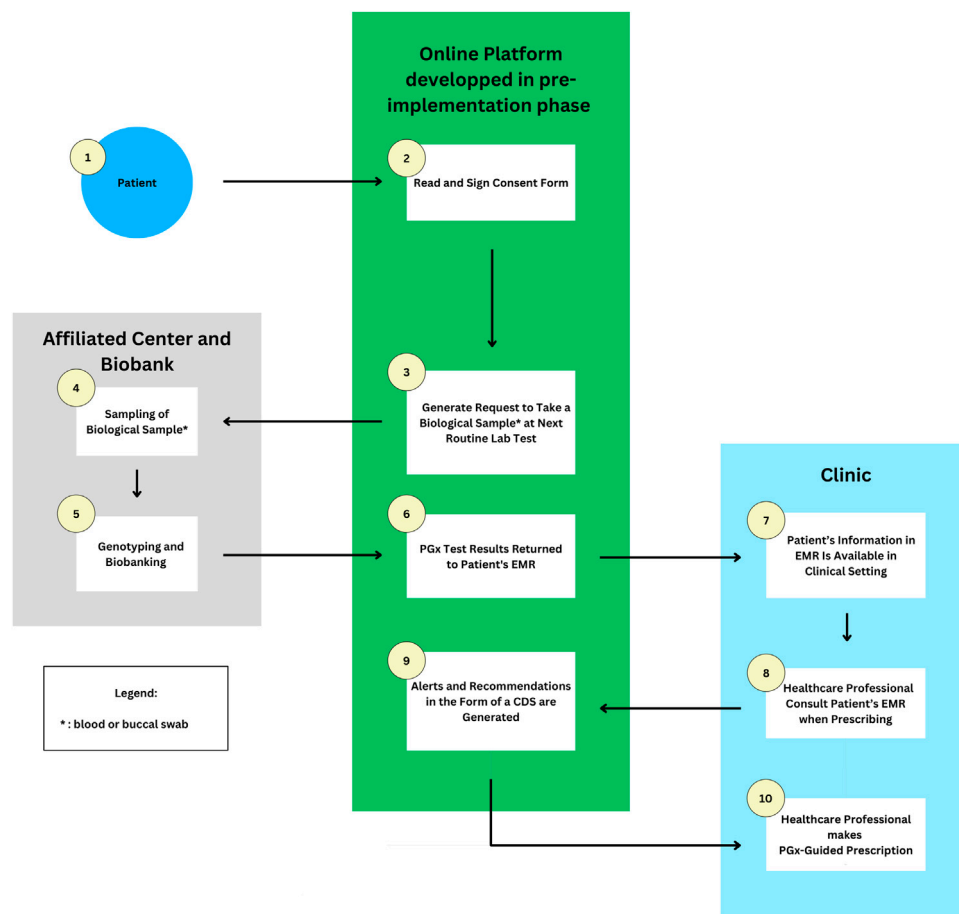 Online Platform
developped in pre-
implementation phase
1
Patient
2
Read and Sign Consent Form
Affiliated Center and
Biobank
3
Generate Request to Take a
Biological Sample* at Next
Routine Lab Test
4
Sampling of
Biological Sample*
5
Genotyping and
Biobanking
6
PGx Test Results Returned
to Patient's EMR
Clinic
7
Patient’s Information in
EMR Is Available in
Clinical Setting
8
Healthcare Professional
Consult Patient’s EMR
when Prescribing
9
Alerts and Recommendations
in the Form of a CDS are
Generated
10
Healthcare Professional
makes
PGx-Guided Prescription
Legend:
* : blood or buccal swab